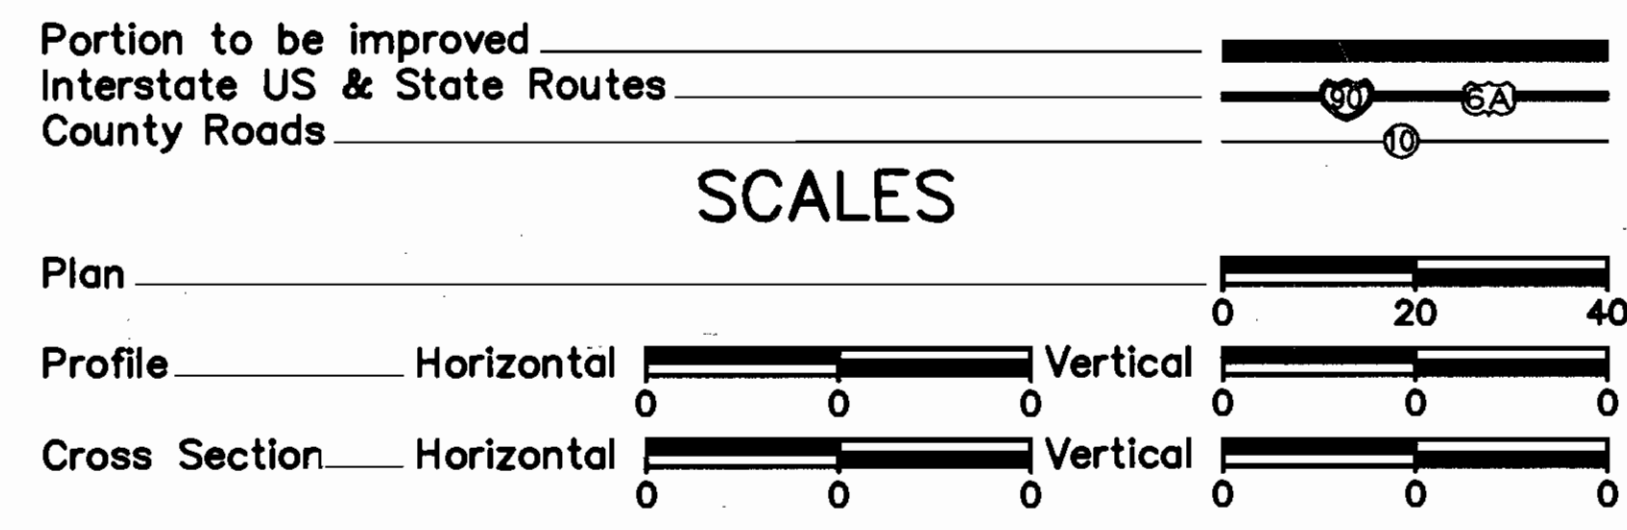 Portion to be improved
Interstate US & State Routes 90 6A
County Roads 10
SCALES
Plan
0 20 40
Profile Horizontal Vertical
0 0 0 0 0 0
Cross Section Horizontal Vertical
0 0 0 0 0 0